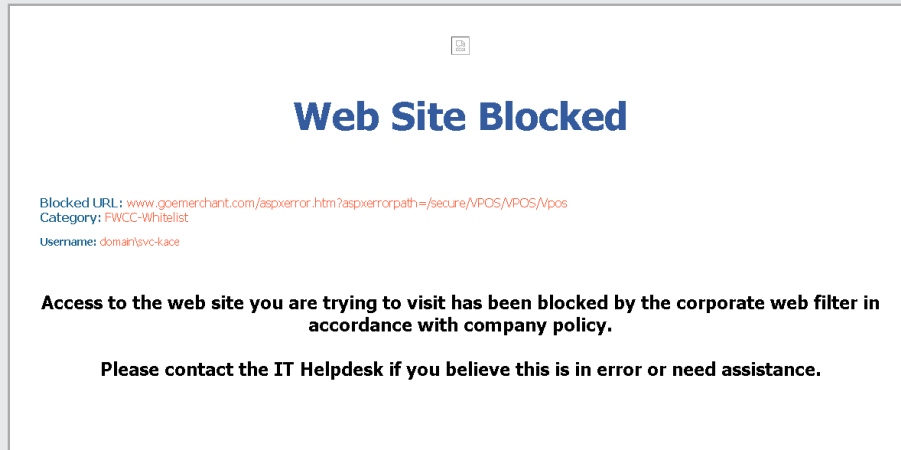 Web Site Blocked
Blocked URL: www.goemerchant.com/aspxerror.htm?aspxerrorpath=/secure/VPOS/VPOS/Vpos
Category: FWCC-Whitelist
Username: domain\svc-kace
Access to the web site you are trying to visit has been blocked by the corporate web filter in
accordance with company policy.
Please contact the IT Helpdesk if you believe this is in error or need assistance.